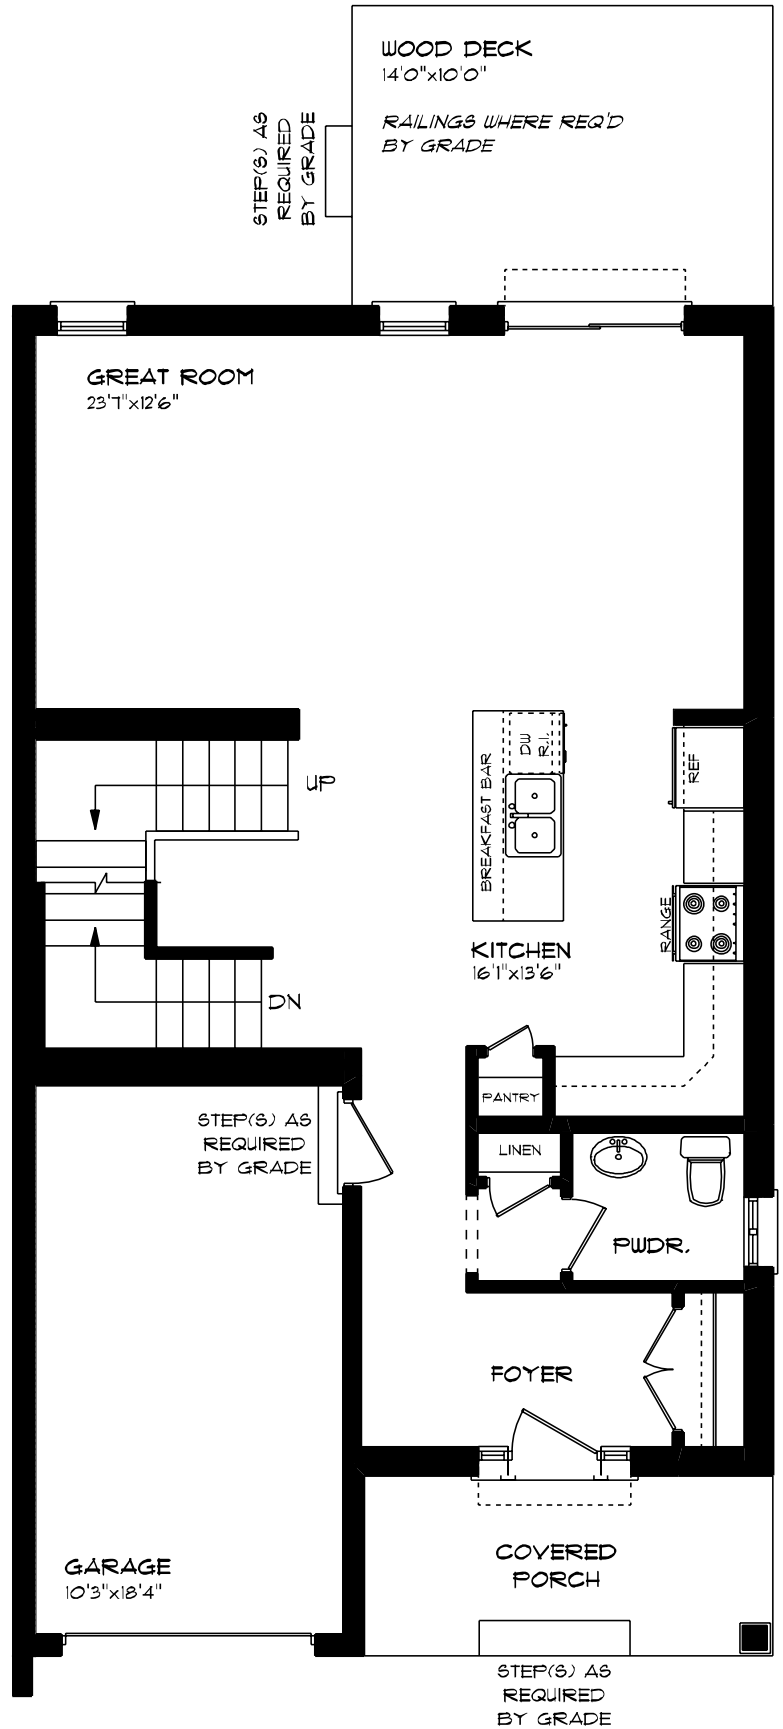 WOOD DECK
14'0"x10'0"
RAILINGS WHERE REQ'D
BY GRADE
STEP(S) AS
REQUIRED
BY GRADE
GREAT ROOM
23'7"x12'6"
UP
DW
R.I.
BREAKFAST BAR
REF
RANGE
KITCHEN
16'1"x13'6"
DN
PANTRY
STEP(S) AS
REQUIRED
BY GRADE
LINEN
PWDR.
FOYER
GARAGE
10'3"x18'4"
COVERED
PORCH
STEP(S) AS
REQUIRED
BY GRADE